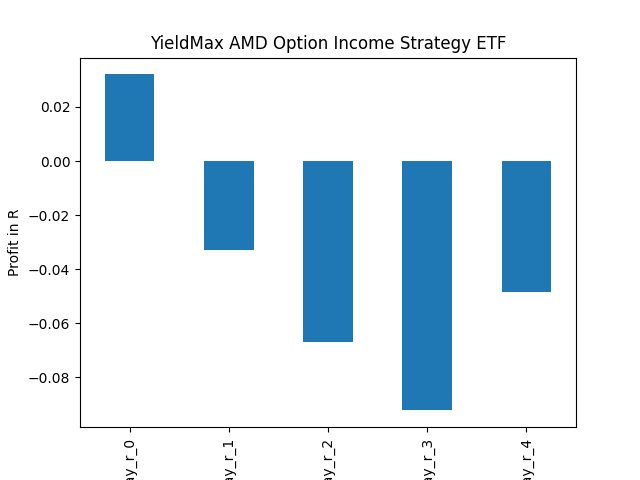 YieldMax AMD Option Income Strategy ETF
Profit in R
0.02
0.00
−0.02
−0.04
−0.06
−0.08
ay_r_0
ay_r_1
ay_r_2
ay_r_3
ay_r_4